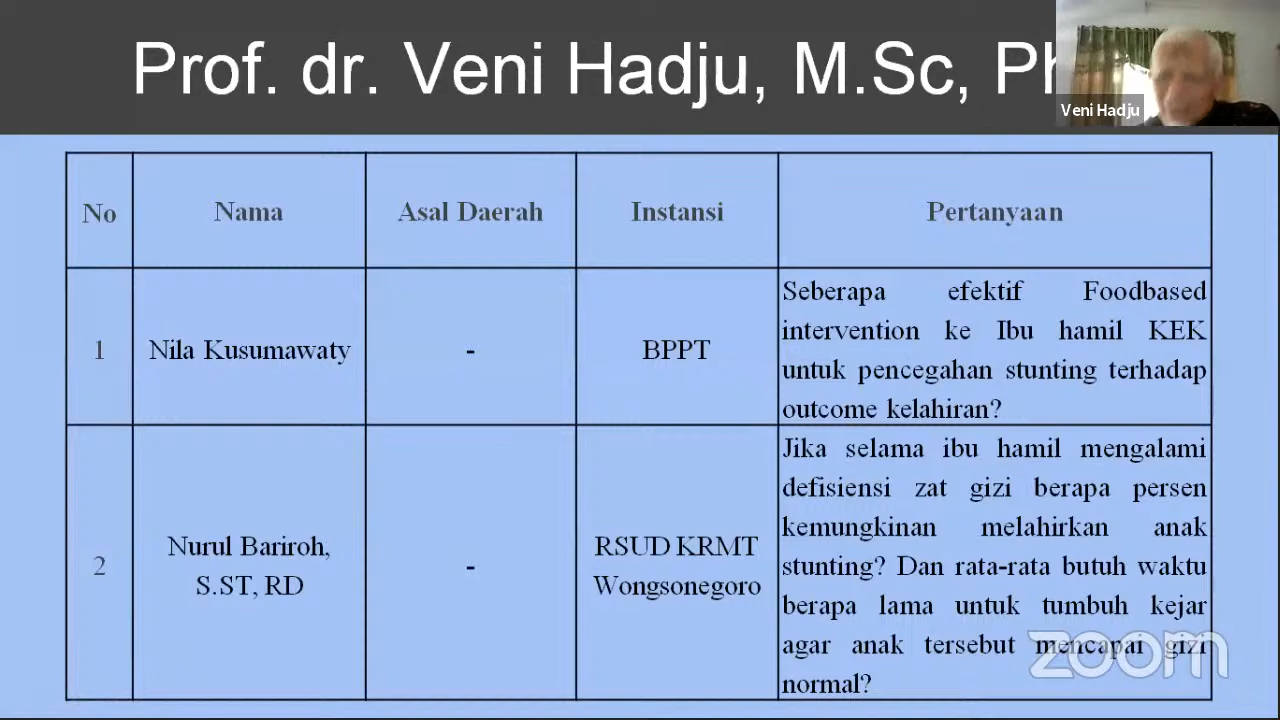 Prof. dr. Veni Hadju, M.Sc, Ph
Veni Hadju
No
Nama
Asal Daerah
Instansi
Pertanyaan
1
Nila Kusumawaty
-
BPPT
Seberapa efektif Foodbased
intervention ke Ibu hamil KEK
untuk pencegahan stunting terhadap
outcome kelahiran?
2
Nurul Bariroh,
S.ST, RD
-
RSUD KRMT
Wongsonegoro
Jika selama ibu hamil mengalami
defisiensi zat gizi berapa persen
kemungkinan melahirkan anak
stunting? Dan rata-rata butuh waktu
berapa lama untuk tumbuh kejar
agar anak tersebut mencapai gizi
normal?
zoom